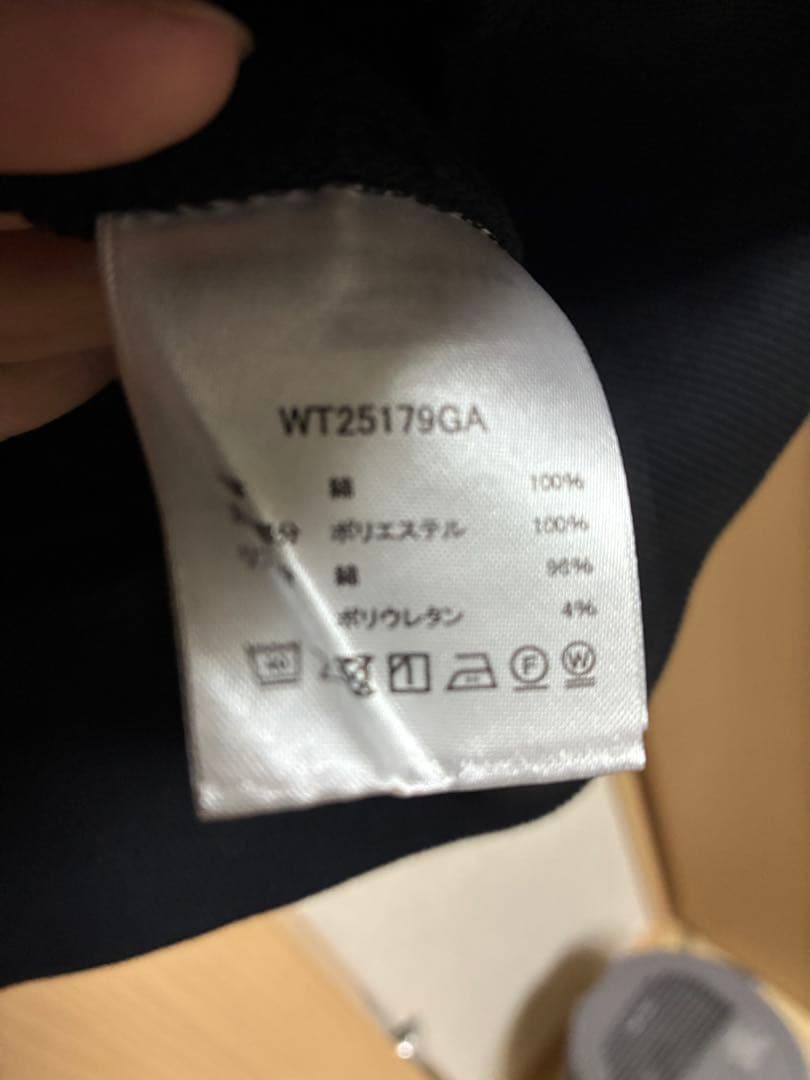 WT25179GA
綿 100%
分 ポリエステル 100%
綿 96%
ポリウレタン 4%
F W